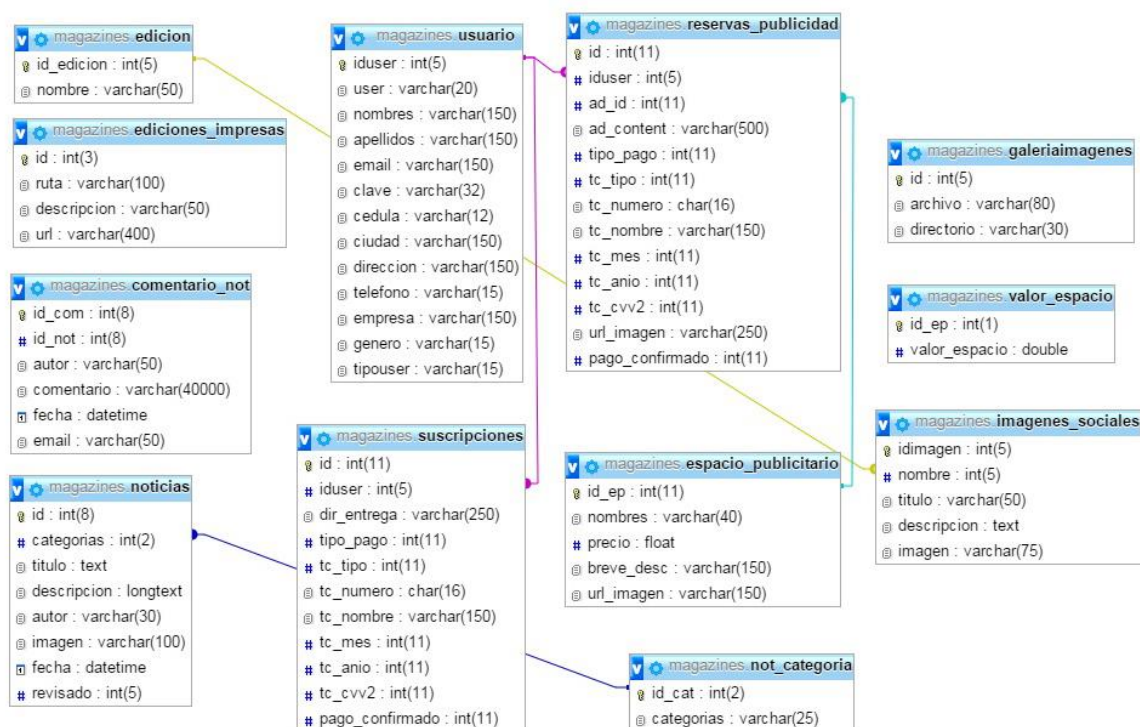 magazines.edicion
id_edicion : int(5)
nombre : varchar(50)
magazines.ediciones_impresas
id : int(3)
ruta : varchar(100)
descripcion : varchar(50)
url : varchar(400)
magazines.comentario_not
id_com : int(8)
id_not : int(8)
autor : varchar(50)
comentario : varchar(40000)
fecha : datetime
email : varchar(50)
magazines.noticias
id : int(8)
categorias : int(2)
titulo : text
descripcion : longtext
autor : varchar(30)
imagen : varchar(100)
fecha : datetime
revisado : int(5)
magazines.usuario
iduser : int(5)
user : varchar(20)
nombres : varchar(150)
apellidos : varchar(150)
email : varchar(150)
clave : varchar(32)
cedula : varchar(12)
ciudad : varchar(150)
direccion : varchar(150)
telefono : varchar(15)
empresa : varchar(150)
genero : varchar(15)
tipouser : varchar(15)
magazines.suscripciones
id : int(11)
iduser : int(5)
dir_entrega : varchar(250)
tipo_pago : int(11)
tc_tipo : int(11)
tc_numero : char(16)
tc_nombre : varchar(150)
tc_mes : int(11)
tc_anio : int(11)
tc_cvv2 : int(11)
pago_confirmado : int(11)
magazines.reservas_publicidad
id : int(11)
iduser : int(5)
ad_id : int(11)
ad_content : varchar(500)
tipo_pago : int(11)
tc_tipo : int(11)
tc_numero : char(16)
tc_nombre : varchar(150)
tc_mes : int(11)
tc_anio : int(11)
tc_cvv2 : int(11)
url_imagen : varchar(250)
pago_confirmado : int(11)
magazines.espacio_publicitario
id_ep : int(11)
nombres : varchar(40)
precio : float
breve_desc : varchar(150)
url_imagen : varchar(150)
magazines.not_categoria
id_cat : int(2)
categorias : varchar(25)
magazines.galeriaimagenes
id : int(5)
archivo : varchar(80)
directorio : varchar(30)
magazines.valor_espacio
id_ep : int(1)
valor_espacio : double
magazines.imagenes_sociales
idimagen : int(5)
nombre : int(5)
titulo : varchar(50)
descripcion : text
imagen : varchar(75)